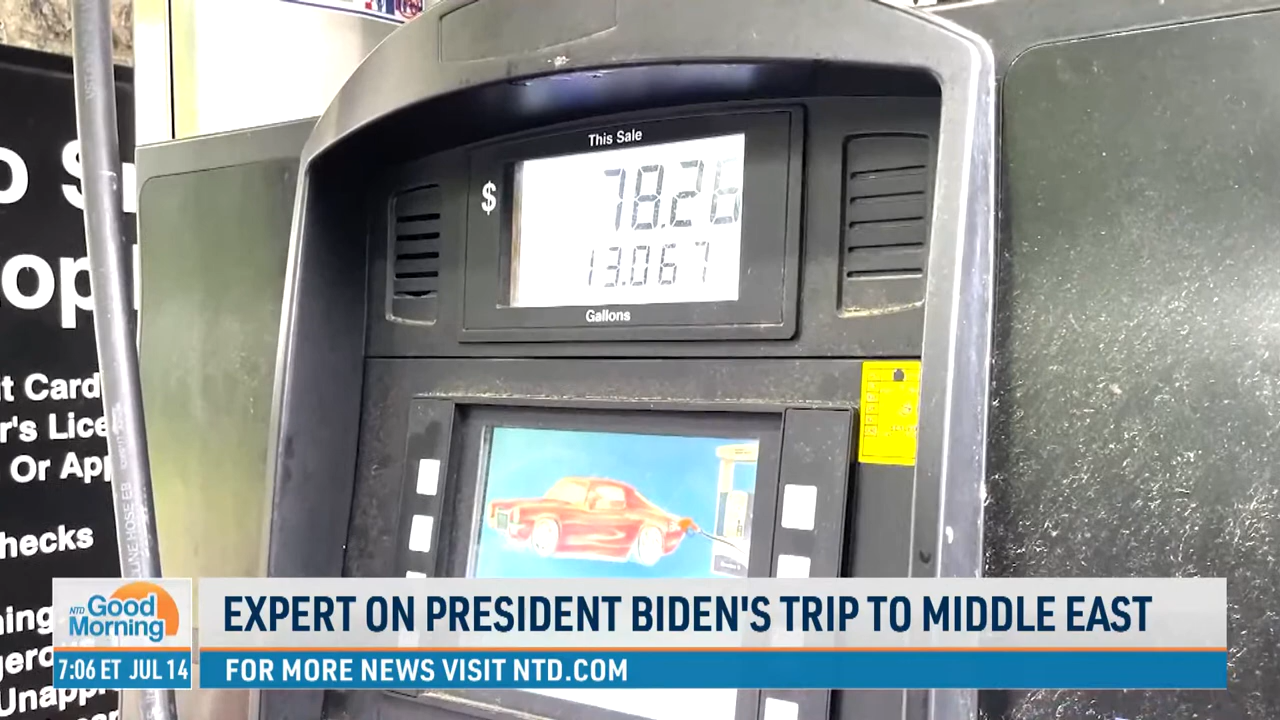 This Sale
$ 78.26
13.067
Gallons
it Card
r's Lice
Or App
hecks
EXPERT ON PRESIDENT BIDEN'S TRIP TO MIDDLE EAST
NTD
Good
Morning
7:06 ET JUL 14
FOR MORE NEWS VISIT NTD.COM